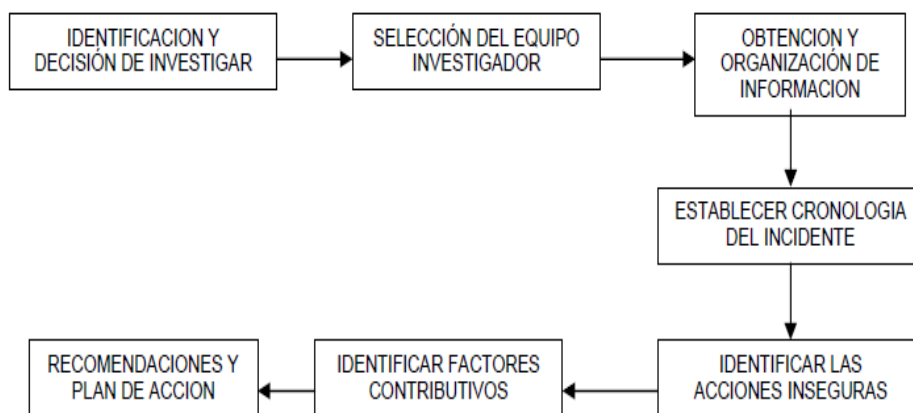 IDENTIFICACION Y
DECISIÓN DE INVESTIGAR
SELECCIÓN DEL EQUIPO
INVESTIGADOR
OBTENCION Y
ORGANIZACIÓN DE
INFORMACION
ESTABLECER CRONOLOGIA
DEL INCIDENTE
IDENTIFICAR LAS
ACCIONES INSEGURAS
IDENTIFICAR FACTORES
CONTRIBUTIVOS
RECOMENDACIONES Y
PLAN DE ACCION